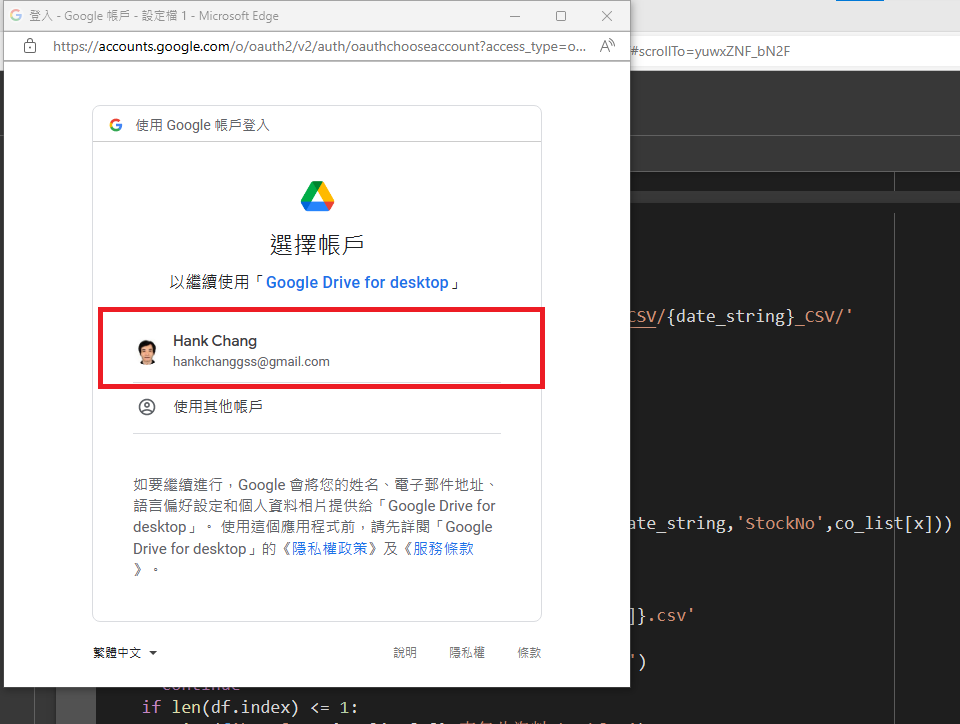 登入 - Google 帳戶 - 設定檔 1 - Microsoft Edge
https://accounts.google.com/o/oauth2/v2/auth/oauthchooseaccount?access_type=o...
#scrollTo=yuwxZNF_bN2F
使用 Google 帳戶登入
選擇帳戶
以繼續使用「Google Drive for desktop」
CSV/{date_string}_CSV/'
Hank Chang
hankchanggss@gmail.com
使用其他帳戶
如要繼續進行，Google 會將您的姓名、電子郵件地址、
語言偏好設定和個人資料相片提供給「Google Drive for
desktop」。 使用這個應用程式前，請先詳閱「Google
Drive for desktop」的《隱私權政策》及《服務條款
》。
ate_string,'StockNo',co_list[x]))
]}.csv'
')
繁體中文
說明
隱私權
條款
continue
if len(df.index) <= 1: